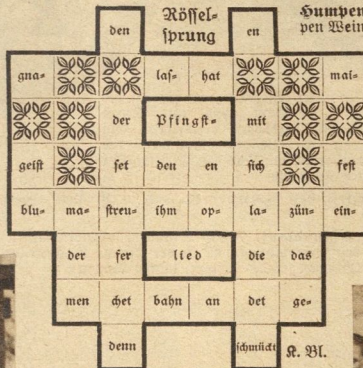 Rössel-
sprung
Humpen
pen Wein
den en
gna- las- hat mai-
der Pfingst- mit
geist set den en sich fest
blu- ma- streu- ihm op- la- zün- ein-
der fer lied die das
men chet bahn an det ge-
denn schmückt K. Bl.